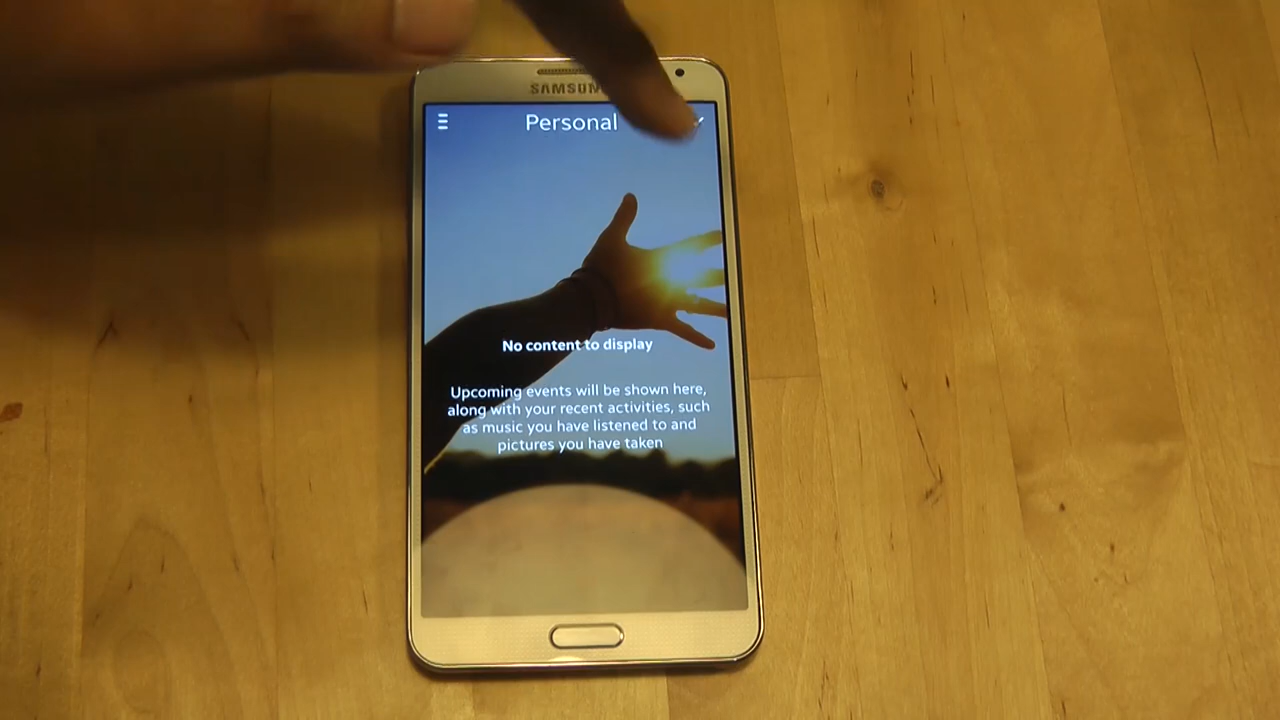 SAMSUNG
Personal
No content to display
Upcoming events will be shown here,
along with your recent activities, such
as music you have listened to and
pictures you have taken